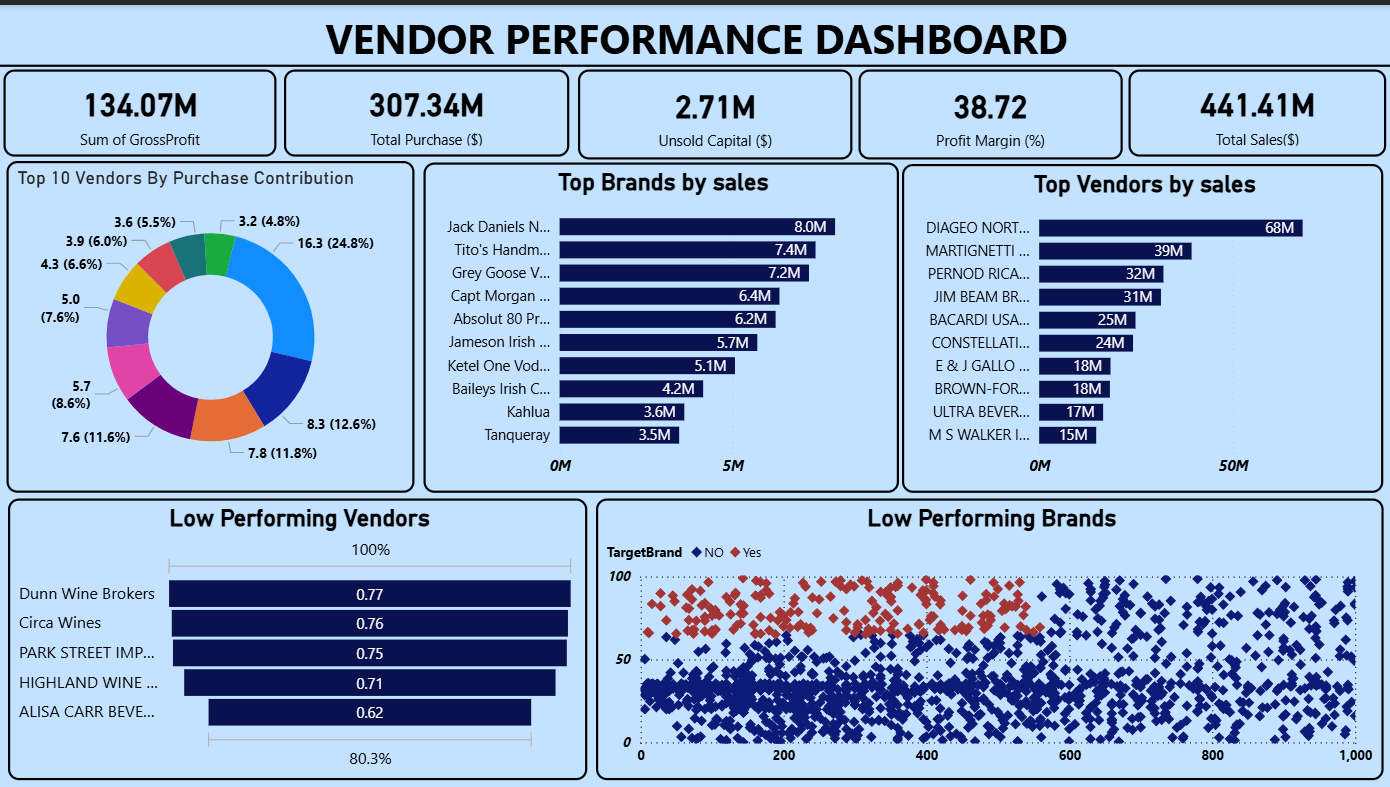 VENDOR PERFORMANCE DASHBOARD
134.07M
Sum of GrossProfit
307.34M
Total Purchase ($)
2.71M
Unsold Capital ($)
38.72
Profit Margin (%)
441.41M
Total Sales($)
Top 10 Vendors By Purchase Contribution
3.6 (5.5%)
3.2 (4.8%)
3.9 (6.0%)
16.3 (24.8%)
4.3 (6.6%)
5.0
(7.6%)
5.7
(8.6%)
7.6 (11.6%)
8.3 (12.6%)
7.8 (11.8%)
Top Brands by sales
Jack Daniels N... 8.0M
Tito's Handm... 7.4M
Grey Goose V... 7.2M
Capt Morgan ... 6.4M
Absolut 80 Pr... 6.2M
Jameson Irish ... 5.7M
Ketel One Vod... 5.1M
Baileys Irish C... 4.2M
Kahlua 3.6M
Tanqueray 3.5M
0M 5M
Top Vendors by sales
DIAGEO NORT... 68M
MARTIGNETTI ... 39M
PERNOD RICA... 32M
JIM BEAM BR... 31M
BACARDI USA... 25M
CONSTELLATI... 24M
E & J GALLO ... 18M
BROWN-FOR... 18M
ULTRA BEVER... 17M
M S WALKER I... 15M
0M 50M
Low Performing Vendors
100%
Dunn Wine Brokers 0.77
Circa Wines 0.76
PARK STREET IMP... 0.75
HIGHLAND WINE ... 0.71
ALISA CARR BEVE... 0.62
80.3%
Low Performing Brands
TargetBrand NO Yes
100
50
0
0 200 400 600 800 1,000